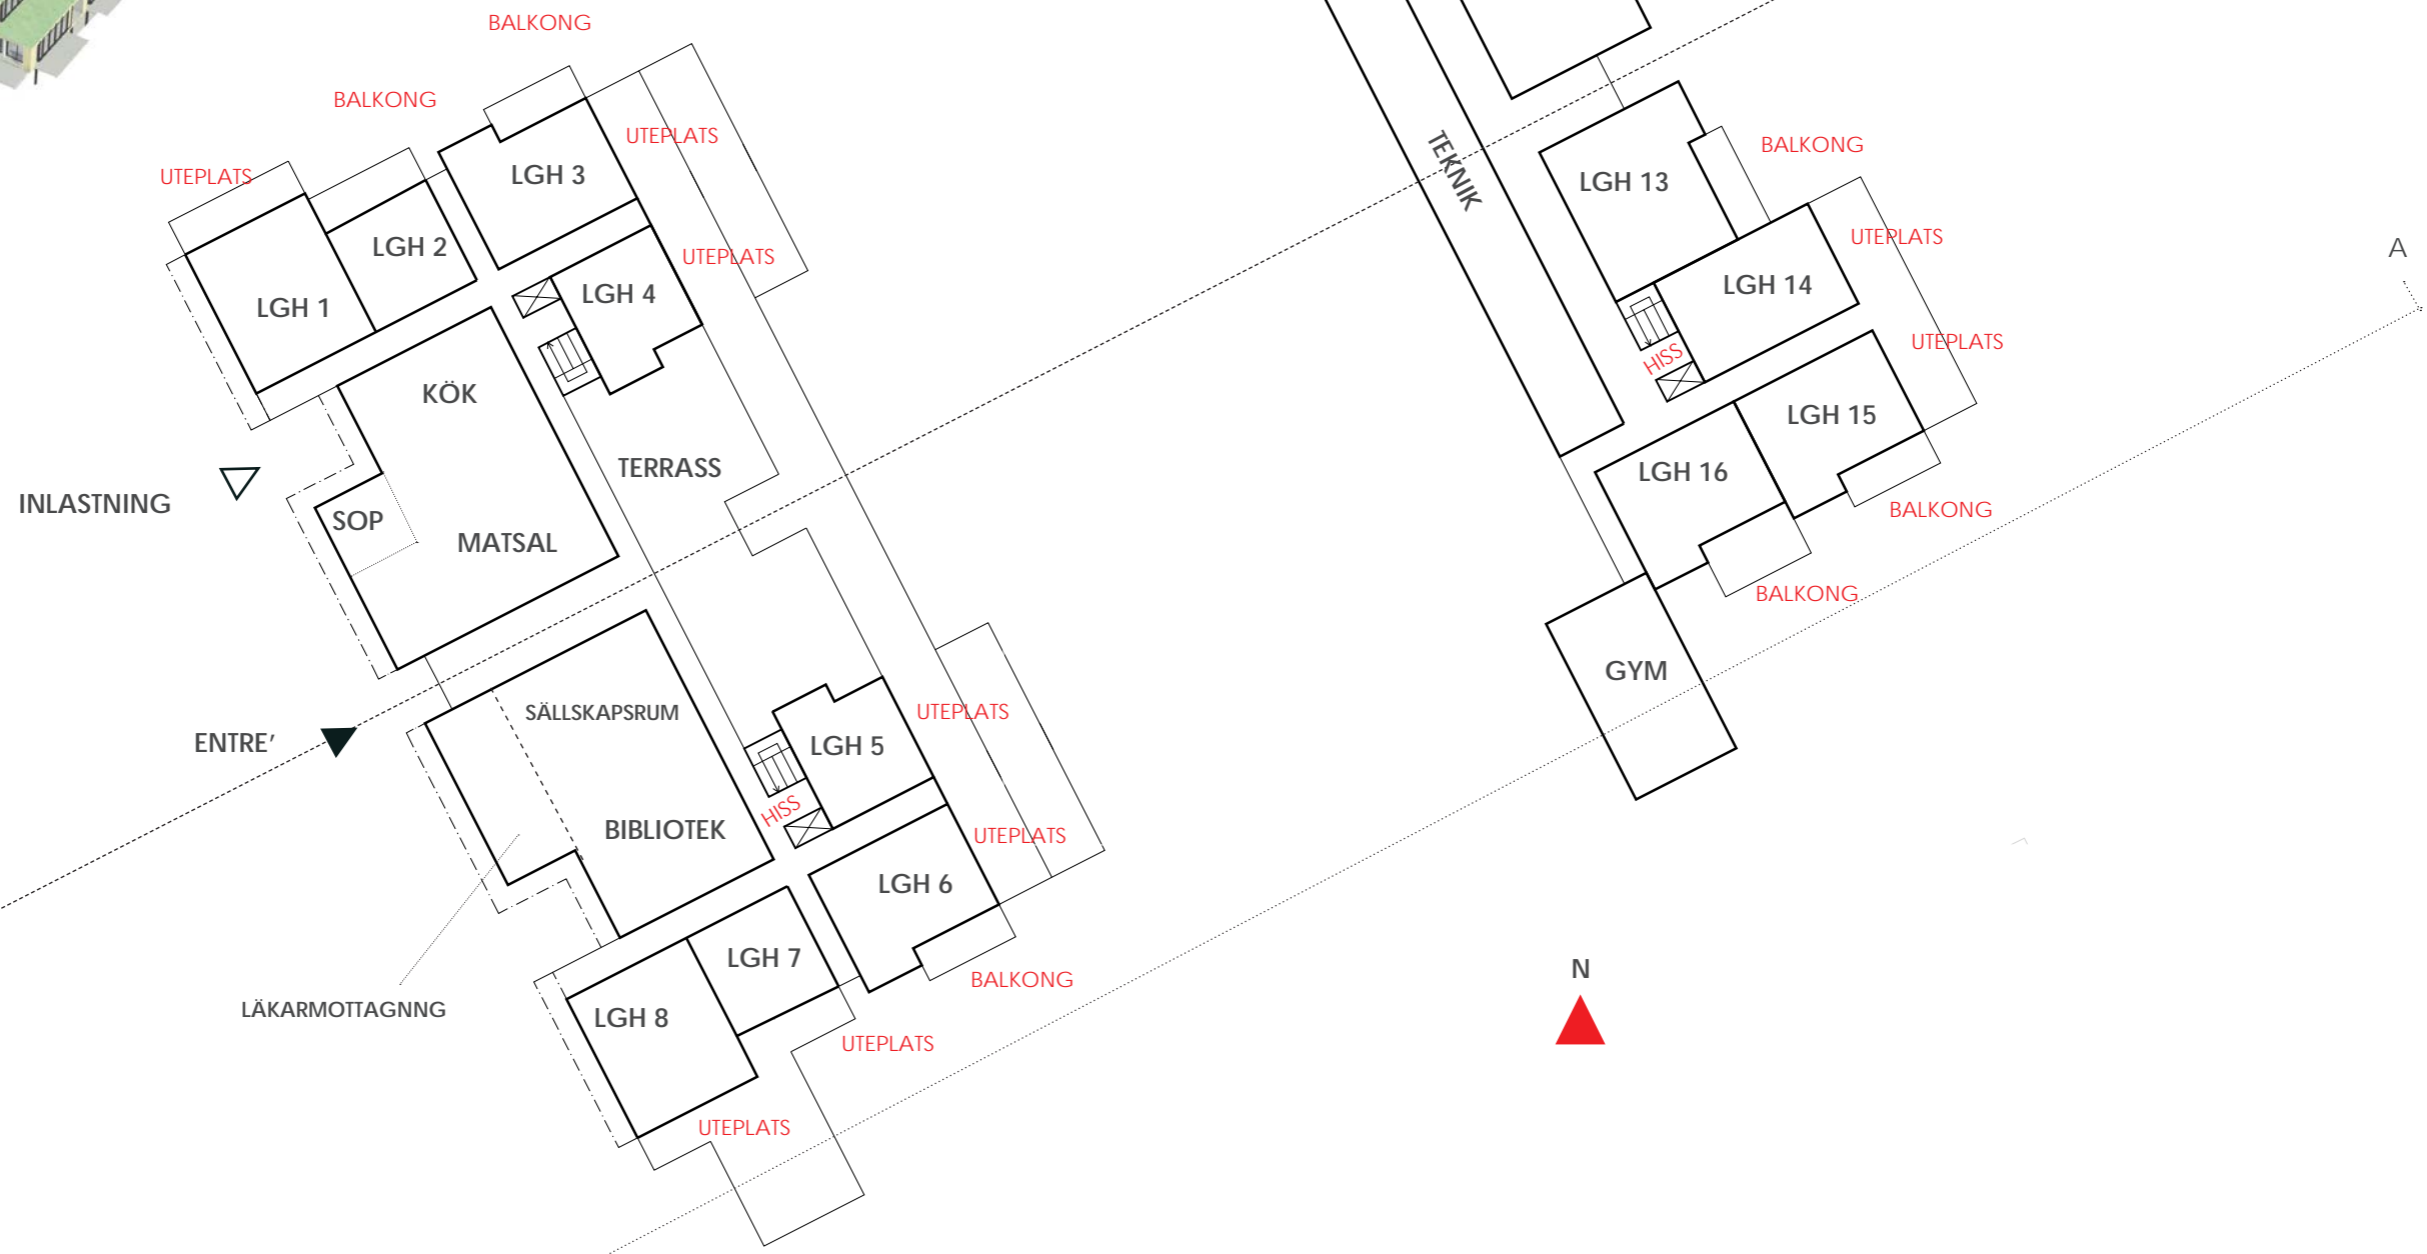 BALKONG
BALKONG
UTEPLATS
UTEPLATS
LGH 3
LGH 2
UTEPLATS
LGH 4
LGH 1
KÖK
TERRASS
INLASTNING
SOP
MATSAL
SÄLLSKAPSRUM
UTEPLATS
ENTRE’
LGH 5
HISS
BIBLIOTEK
UTEPLATS
LGH 6
LGH 7
BALKONG
LÄKARMOTTAGNNG
LGH 8
UTEPLATS
UTEPLATS
TEKNIK
BALKONG
LGH 13
UTEPLATS
A
LGH 14
UTEPLATS
HISS
LGH 15
LGH 16
BALKONG
BALKONG
GYM
N